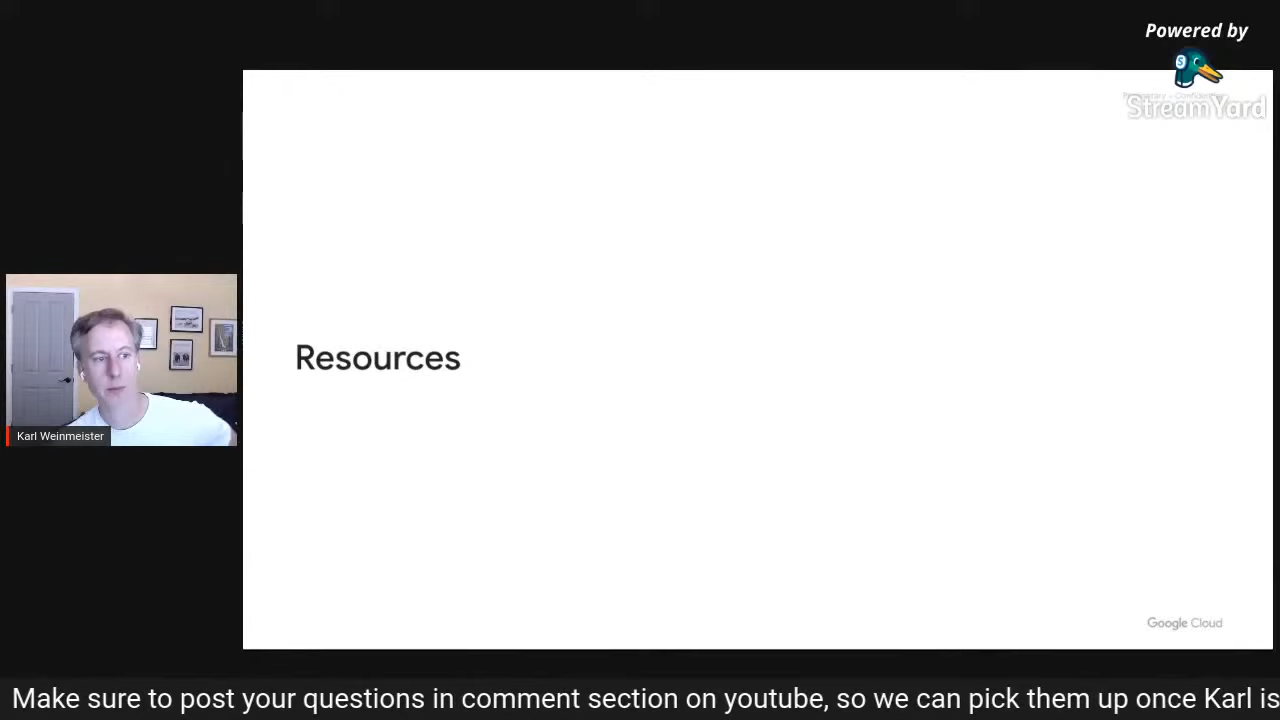 Powered by
StreamYard
Resources
Karl Weinmeister
Google Cloud
Make sure to post your questions in comment section on youtube, so we can pick them up once Karl is